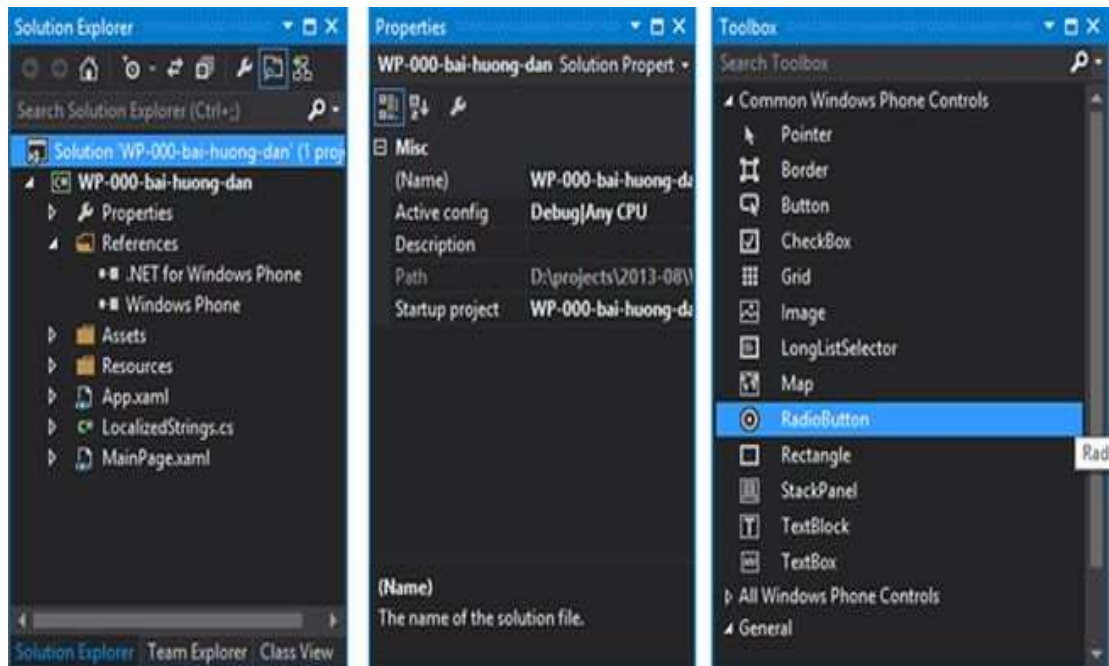 Solution Explorer
Search Solution Explorer (Ctrl+;)
Solution 'WP-000-bai-huong-dan' (1 proj
WP-000-bai-huong-dan
Properties
References
.NET for Windows Phone
Windows Phone
Assets
Resources
App.xaml
LocalizedStrings.cs
MainPage.xaml
Solution Explorer Team Explorer Class View
Properties
WP-000-bai-huong-dan Solution Propert
Misc
(Name) WP-000-bai-huong-da
Active config Debug|Any CPU
Description
Path D:\projects\2013-08\
Startup project WP-000-bai-huong-da
(Name)
The name of the solution file.
Toolbox
Search Toolbox
Common Windows Phone Controls
Pointer
Border
Button
CheckBox
Grid
Image
LongListSelector
Map
RadioButton
Rectangle
Rad
StackPanel
TextBlock
TextBox
All Windows Phone Controls
General